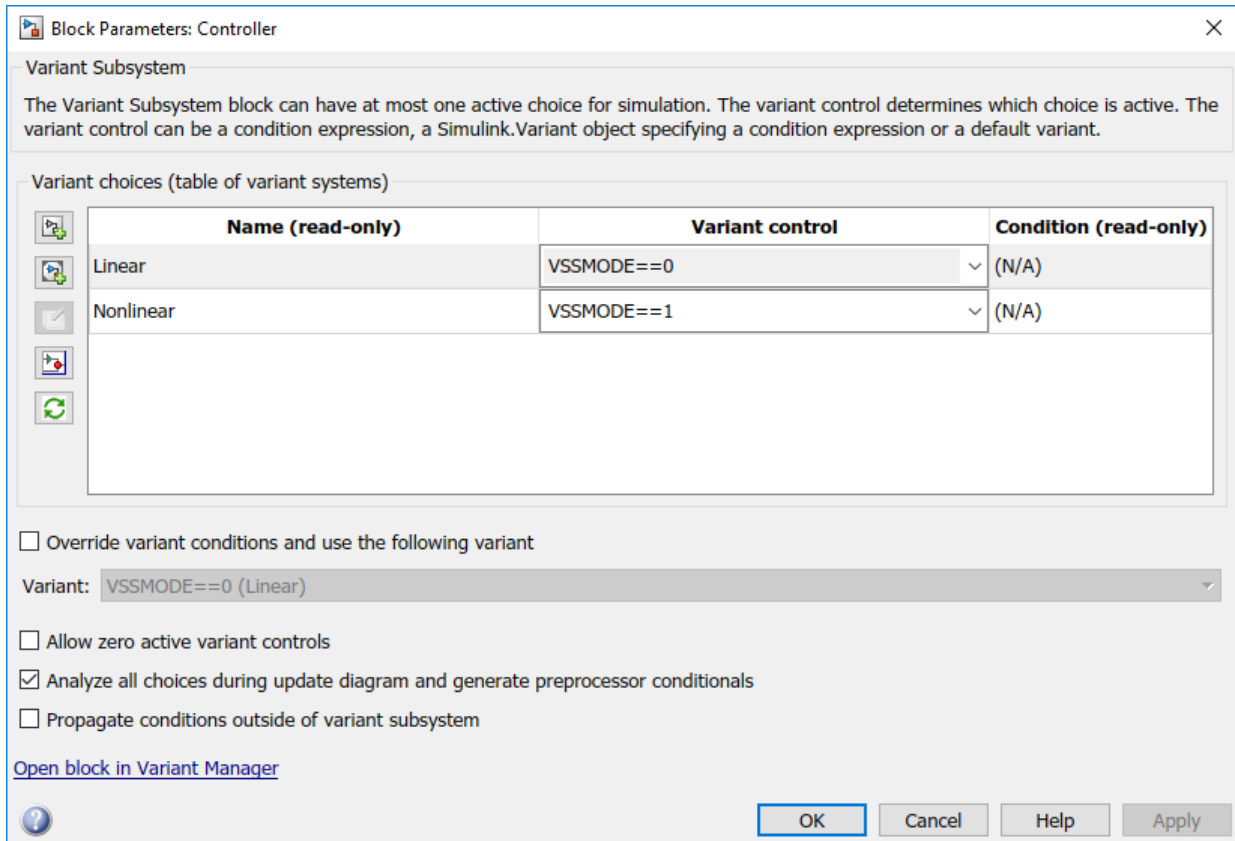 Block Parameters: Controller
Variant Subsystem
The Variant Subsystem block can have at most one active choice for simulation. The variant control determines which choice is active. The
variant control can be a condition expression, a Simulink.Variant object specifying a condition expression or a default variant.
Variant choices (table of variant systems)
Name (read-only) Variant control Condition (read-only)
Linear VSSMODE==0 (N/A)
Nonlinear VSSMODE==1 (N/A)
Override variant conditions and use the following variant
Variant: VSSMODE==0 (Linear)
Allow zero active variant controls
Analyze all choices during update diagram and generate preprocessor conditionals
Propagate conditions outside of variant subsystem
Open block in Variant Manager
OK Cancel Help Apply